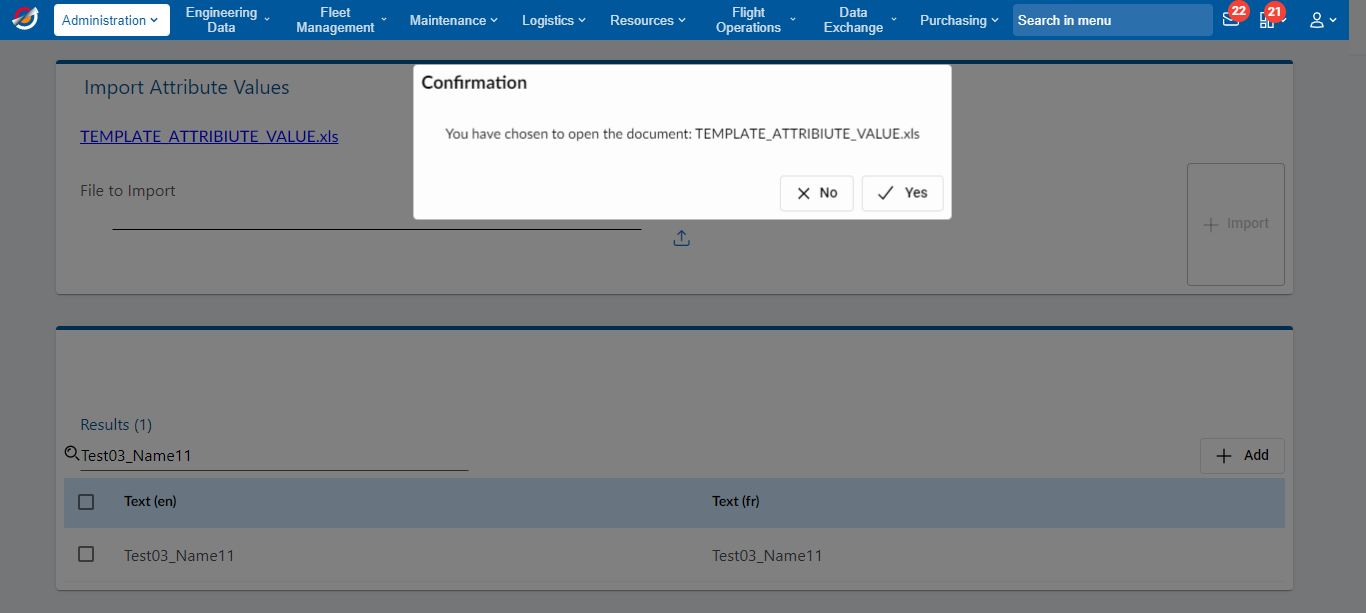 Administration
Engineering
Data
Fleet
Management
Maintenance
Logistics
Resources
Flight
Operations
Data
Exchange
Purchasing
Search in menu
22
21
Confirmation
Import Attribute Values
You have chosen to open the document: TEMPLATE_ATTRIBIUTE_VALUE.xls
TEMPLATE_ATTRIBIUTE_VALUE.xls
File to Import
No
Yes
Import
Results (1)
Test03_Name11
Add
Text (en) Text (fr)
Test03_Name11 Test03_Name11